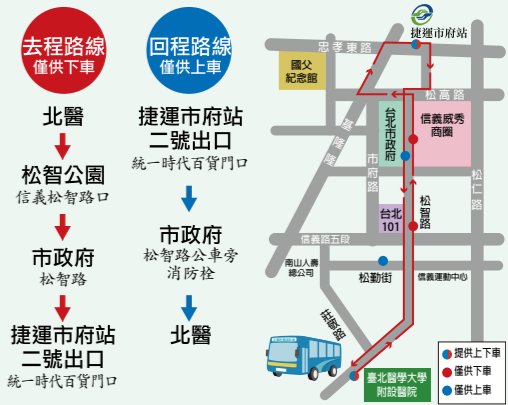 去程路線
僅供下車
北醫
松智公園
信義松智路口
市政府
松智路
捷運市府站
二號出口
統一時代百貨門口
回程路線
僅供上車
捷運市府站
二號出口
統一時代百貨門口
市政府
松智路公車旁
消防栓
北醫
捷運市府站
忠孝東路
國父
紀念館
松高路
台北市政府
信義威秀
商圈
基隆路
市府路
松仁路
松智路
台北
101
信義路五段
南山人壽
總公司
松勤街
信義運動中心
莊敬路
臺北醫學大學
附設醫院
提供上下車
僅供下車
僅供上車